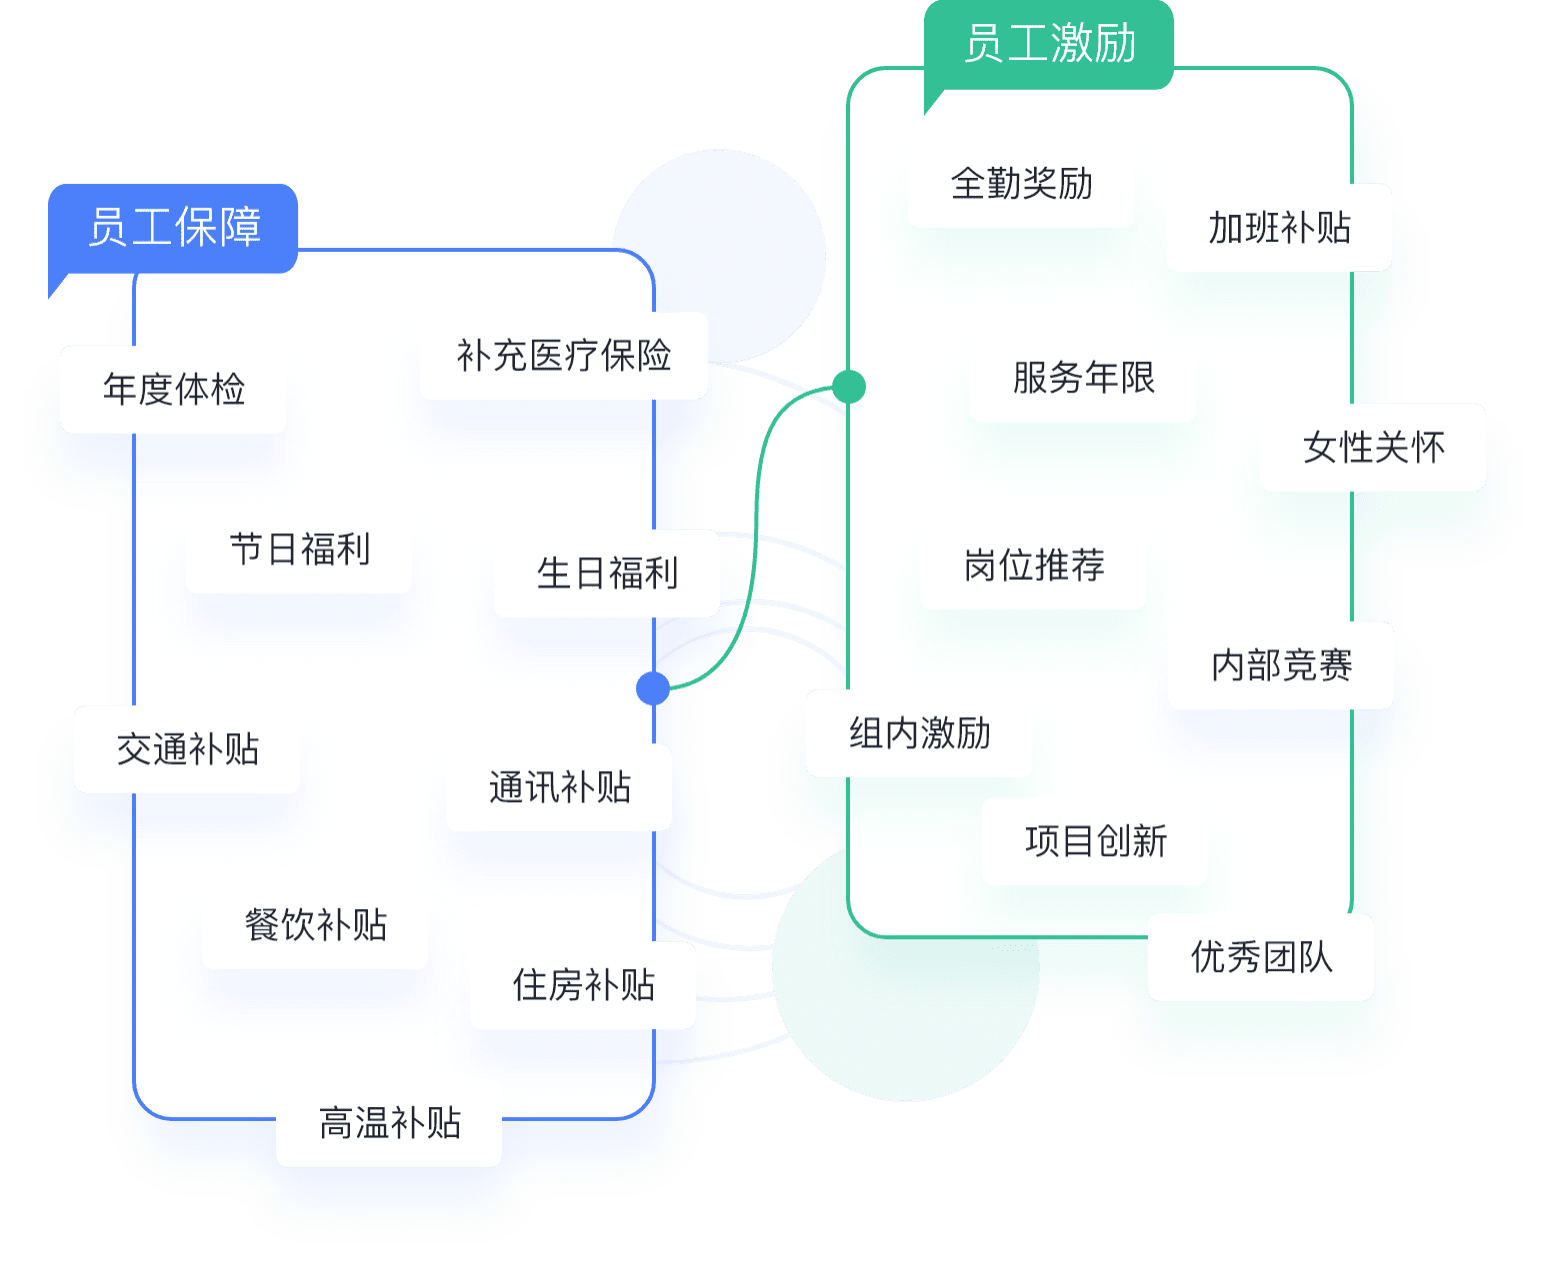 员工保障
年度体检
补充医疗保险
节日福利
生日福利
交通补贴
通讯补贴
餐饮补贴
住房补贴
高温补贴
员工激励
全勤奖励
加班补贴
服务年限
女性关怀
岗位推荐
内部竞赛
组内激励
项目创新
优秀团队